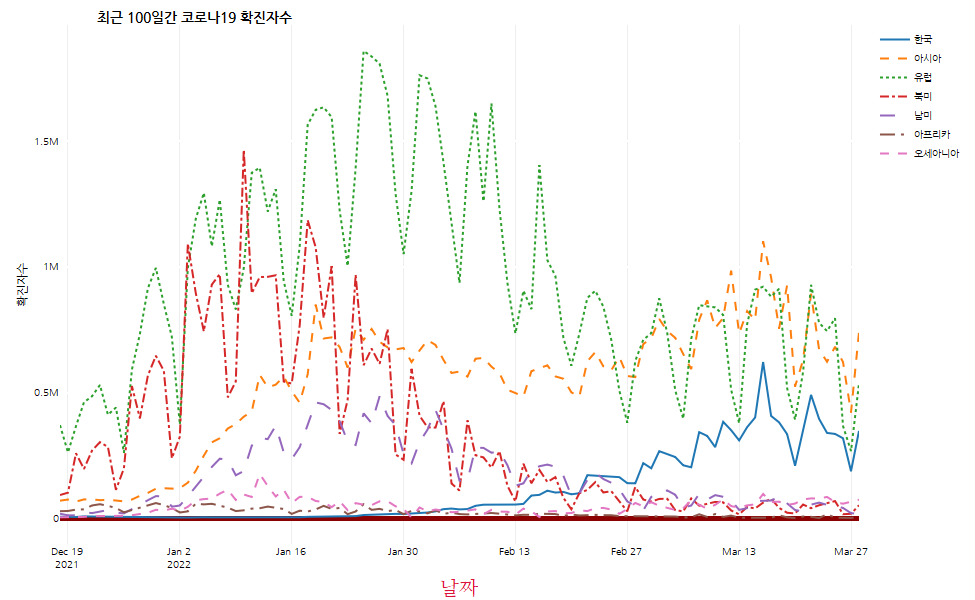 최근 100일간 코로나19 확진자수
한국
아시아
유럽
북미
남미
아프리카
오세아니아
확진자수
1.5M
1M
0.5M
0
Dec 19
2021
Jan 2
2022
Jan 16
Jan 30
Feb 13
Feb 27
Mar 13
Mar 27
날짜